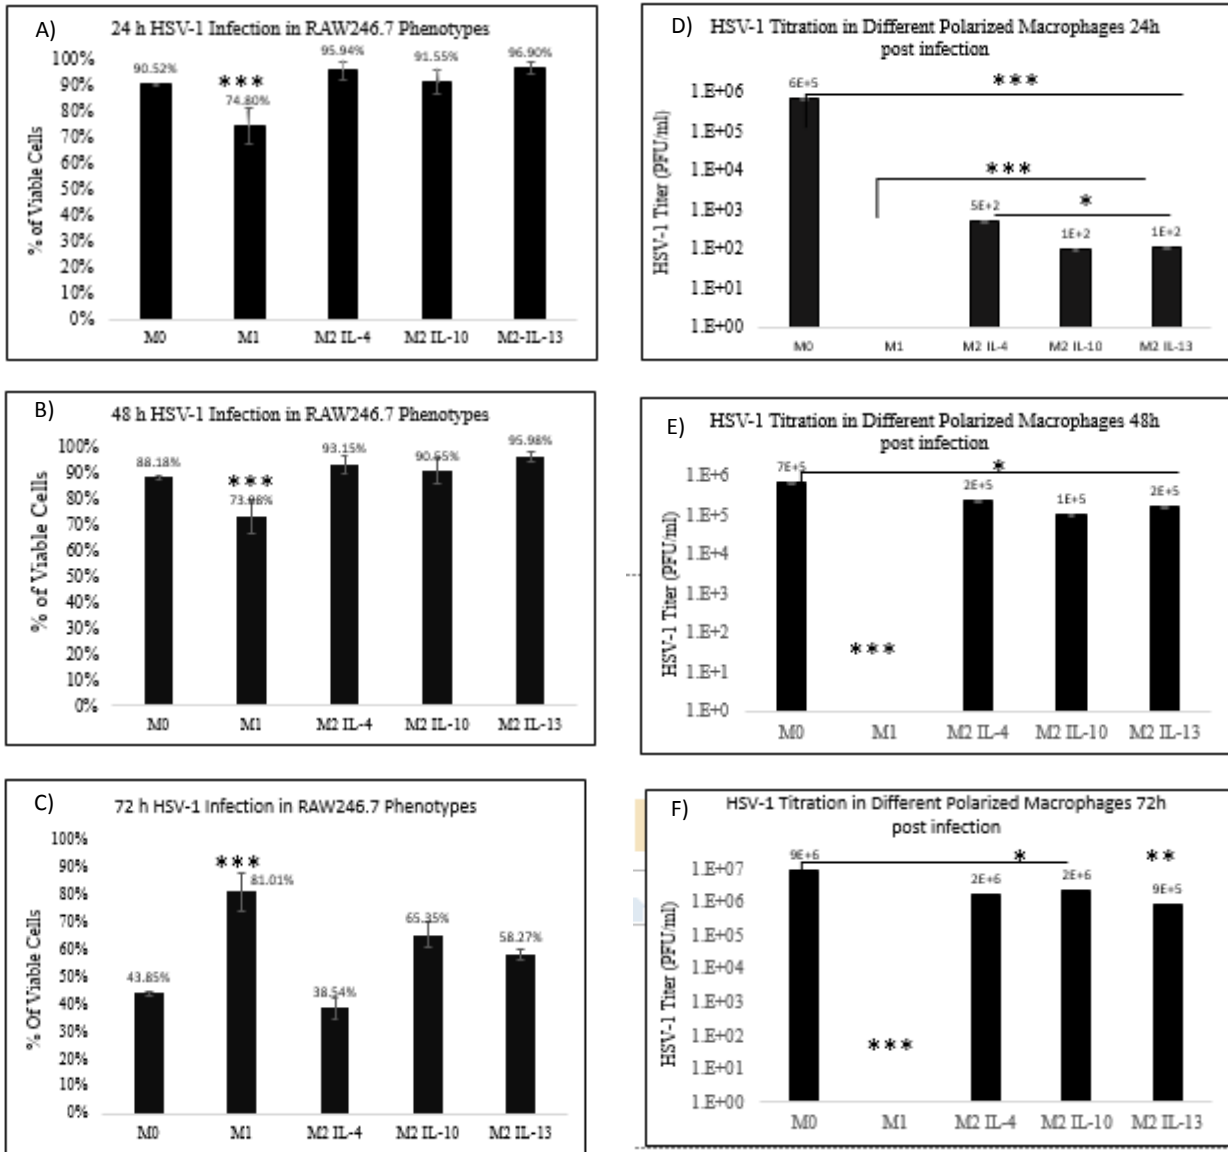 A)
24 h HSV-1 Infection in RAW246.7 Phenotypes
% of Viable Cells
100%
90%
80%
70%
60%
50%
40%
30%
20%
10%
0%
90.52%
***
74.80%
95.94%
91.55%
96.90%
M0 M1 M2 IL-4 M2 IL-10 M2-IL-13
B)
48 h HSV-1 Infection in RAW246.7 Phenotypes
% of Viable Cells
100%
90%
80%
70%
60%
50%
40%
30%
20%
10%
0%
88.18%
***
73.08%
93.15%
90.65%
95.98%
M0 M1 M2 IL-4 M2 IL-10 M2 IL-13
C)
72 h HSV-1 Infection in RAW246.7 Phenotypes
% Of Viable Cells
100%
90%
80%
70%
60%
50%
40%
30%
20%
10%
0%
43.85%
***
81.01%
38.54%
65.35%
58.27%
M0 M1 M2 IL-4 M2 IL-10 M2 IL-13
D)
HSV-1 Titration in Different Polarized Macrophages 24h
post infection
HSV-1 Titer (PFU/ml)
1.E+06
1.E+05
1.E+04
1.E+03
1.E+02
1.E+01
1.E+00
6E+5
***
***
5E+2
*
1E+2
1E+2
M0 M1 M2 IL-4 M2 IL-10 M2 IL-13
E)
HSV-1 Titration in Different Polarized Macrophages 48h
post infection
HSV-1 Titer (PFU/ml)
1.E+6
1.E+5
1.E+4
1.E+3
1.E+2
1.E+1
1.E+0
7E+5
*
***
2E+5
1E+5
2E+5
M0 M1 M2 IL-4 M2 IL-10 M2 IL-13
F)
HSV-1 Titration in Different Polarized Macrophages 72h
post infection
HSV-1 Titer (PFU/ml)
1.E+07
1.E+06
1.E+05
1.E+04
1.E+03
1.E+02
1.E+01
1.E+00
9E+6
*
**
***
2E+6
2E+6
9E+5
M0 M1 M2 IL-4 M2 IL-10 M2 IL-13